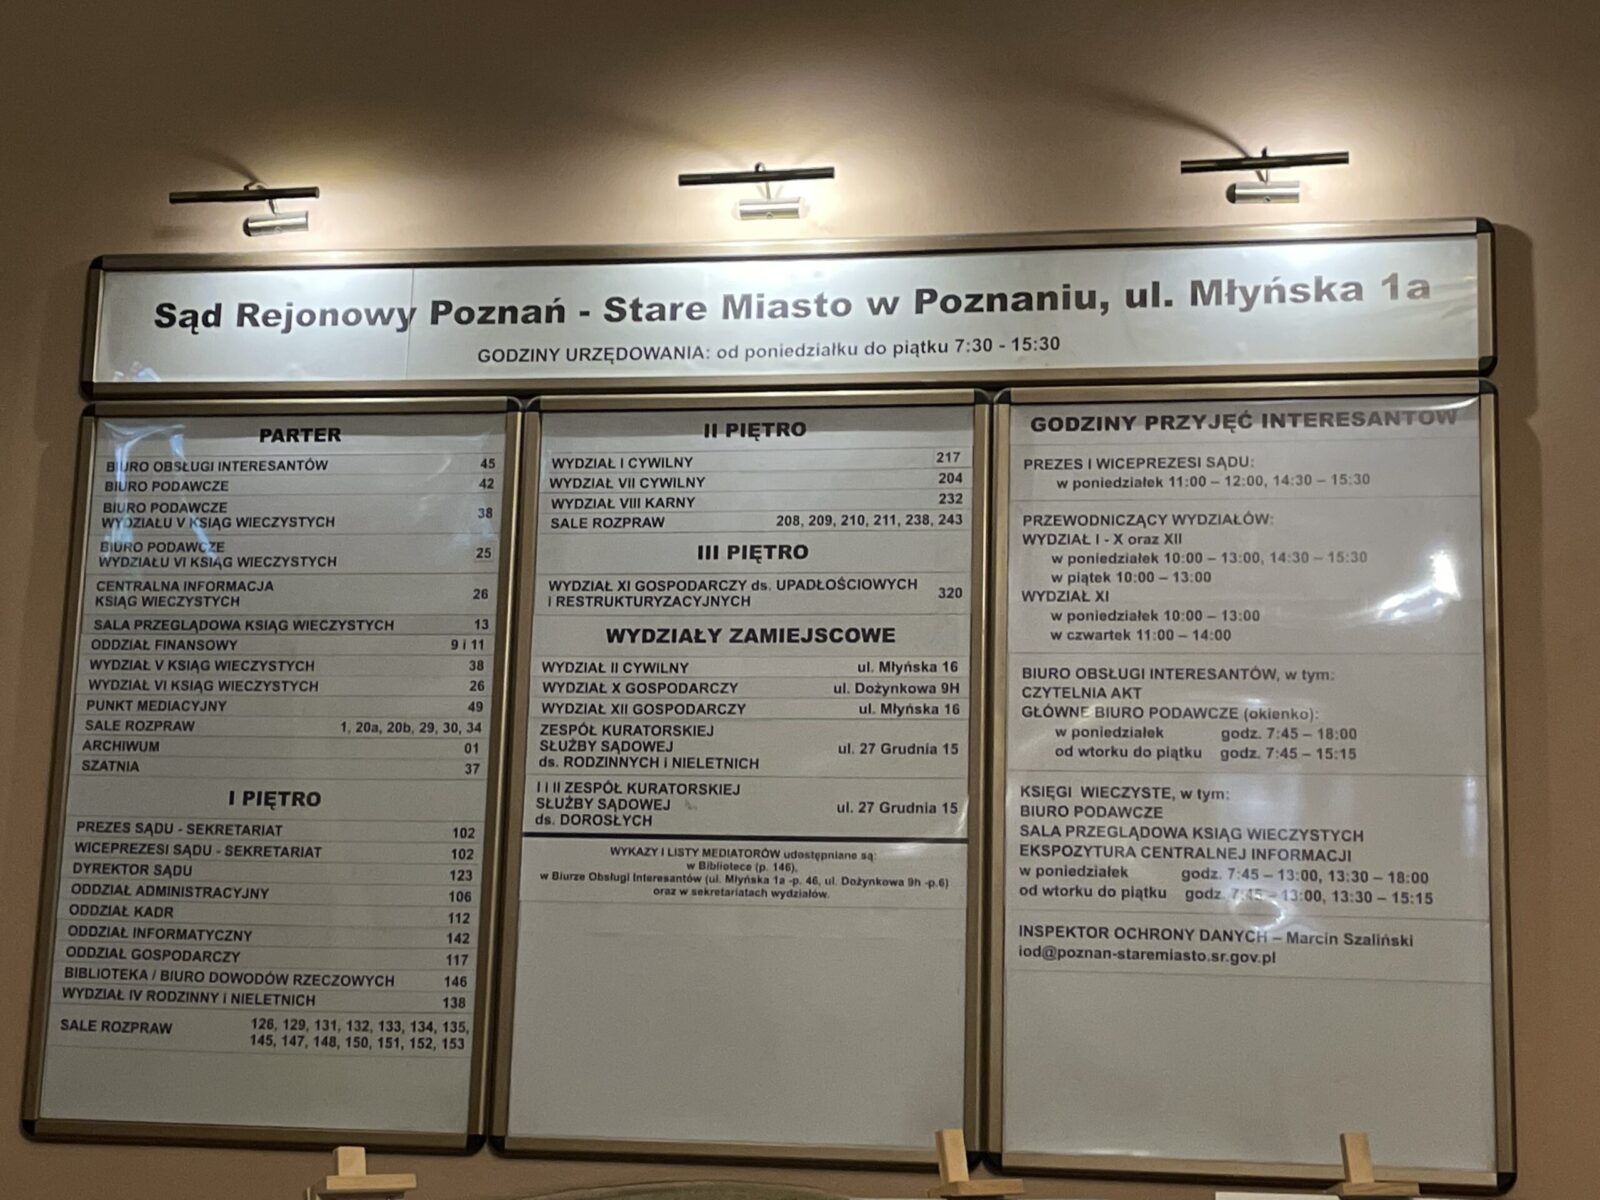 Sąd Rejonowy Poznań - Stare Miasto w Poznaniu, ul. Młyńska 1a
GODZINY URZĘDOWANIA: od poniedziałku do piątku 7:30 - 15:30
PARTER
BIURO OBSŁUGI INTERESANTÓW 45
BIURO PODAWCZE 42
BIURO PODAWCZE
WYDZIAŁU V KSIĄG WIECZYSTYCH 38
BIURO PODAWCZE
WYDZIAŁU VI KSIĄG WIECZYSTYCH 25
CENTRALNA INFORMACJA
KSIĄG WIECZYSTYCH 26
SALA PRZEGLĄDOWA KSIĄG WIECZYSTYCH 13
ODDZIAŁ FINANSOWY 9 i 11
WYDZIAŁ V KSIĄG WIECZYSTYCH 38
WYDZIAŁ VI KSIĄG WIECZYSTYCH 26
PUNKT MEDIACYJNY 49
SALE ROZPRAW 1, 20a, 20b, 29, 30, 34
ARCHIWUM 01
SZATNIA 37
I PIĘTRO
PREZES SĄDU - SEKRETARIAT 102
WICEPREZESI SĄDU - SEKRETARIAT 102
DYREKTOR SĄDU 123
ODDZIAŁ ADMINISTRACYJNY 106
ODDZIAŁ KADR 112
ODDZIAŁ INFORMATYCZNY 142
ODDZIAŁ GOSPODARCZY 117
BIBLIOTEKA / BIURO DOWODÓW RZECZOWYCH 146
WYDZIAŁ IV RODZINNY i NIELETNICH 138
SALE ROZPRAW 126, 129, 131, 132, 133, 134, 135,
145, 147, 148, 150, 151, 152, 153
II PIĘTRO
WYDZIAŁ I CYWILNY 217
WYDZIAŁ VII CYWILNY 204
WYDZIAŁ VIII KARNY 232
SALE ROZPRAW 208, 209, 210, 211, 238, 243
III PIĘTRO
WYDZIAŁ XI GOSPODARCZY ds. UPADŁOŚCIOWYCH
i RESTRUKTURYZACYJNYCH 320
WYDZIAŁY ZAMIEJSCOWE
WYDZIAŁ II CYWILNY ul. Młyńska 16
WYDZIAŁ X GOSPODARCZY ul. Dożynkowa 9H
WYDZIAŁ XII GOSPODARCZY ul. Młyńska 16
ZESPÓŁ KURATORSKIEJ
SŁUŻBY SĄDOWEJ ul. 27 Grudnia 15
ds. RODZINNYCH i NIELETNICH
I i II ZESPÓŁ KURATORSKIEJ
SŁUŻBY SĄDOWEJ ul. 27 Grudnia 15
ds. DOROSŁYCH
WYKAZY I LISTY MEDIATORÓW udostępniane są:
w Bibliotece (p. 146),
w Biurze Obsługi Interesantów (ul. Młyńska 1a -p. 46, ul. Dożynkowa 9h -p.6)
oraz w sekretariatach wydziałów.
GODZINY PRZYJĘĆ INTERESANTÓW
PREZES I WICEPREZESI SĄDU:
w poniedziałek 11:00 – 12:00, 14:30 – 15:30
PRZEWODNICZĄCY WYDZIAŁÓW:
WYDZIAŁ I - X oraz XII
w poniedziałek 10:00 – 13:00, 14:30 – 15:30
w piątek 10:00 – 13:00
WYDZIAŁ XI
w poniedziałek 10:00 – 13:00
w czwartek 11:00 – 14:00
BIURO OBSŁUGI INTERESANTÓW, w tym:
CZYTELNIA AKT
GŁÓWNE BIURO PODAWCZE (okienko):
w poniedziałek godz. 7:45 – 18:00
od wtorku do piątku godz. 7:45 – 15:15
KSIĘGI WIECZYSTE, w tym:
BIURO PODAWCZE
SALA PRZEGLĄDOWA KSIĄG WIECZYSTYCH
EKSPOZYTURA CENTRALNEJ INFORMACJI
w poniedziałek godz. 7:45 – 13:00, 13:30 – 18:00
od wtorku do piątku godz. 7:45 – 13:00, 13:30 – 15:15
INSPEKTOR OCHRONY DANYCH – Marcin Szaliński
iod@poznan-staremiasto.sr.gov.pl